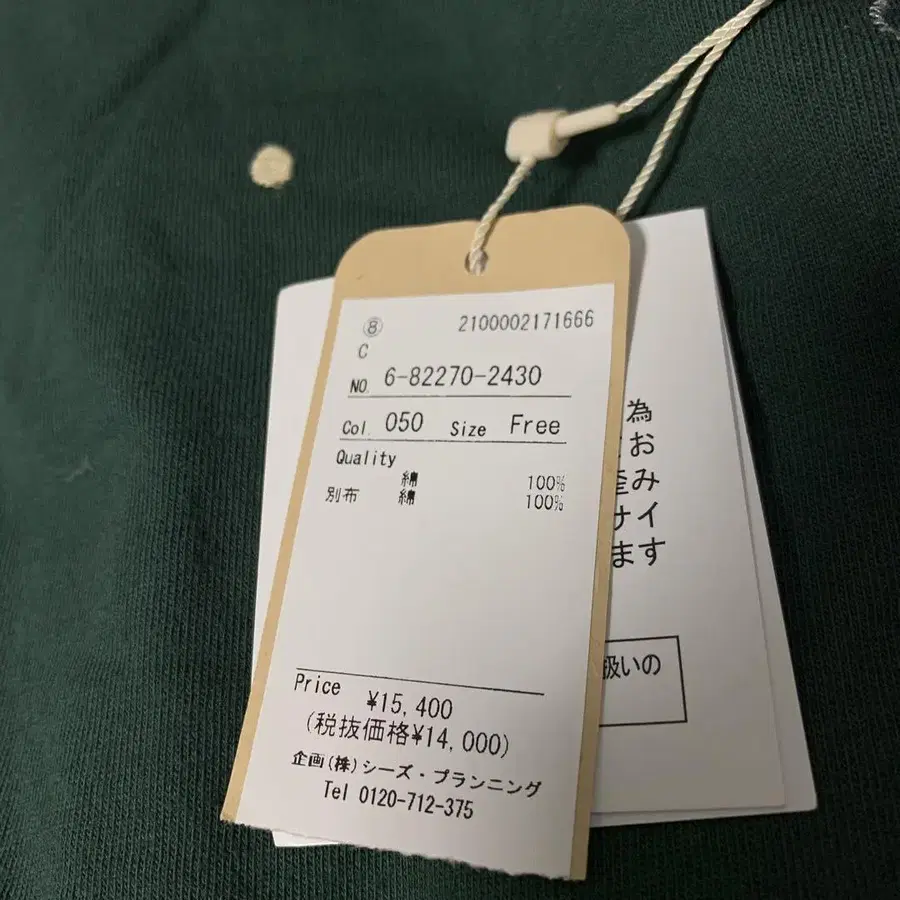 ⑧
2100002171666
C
NO. 6-82270-2430
Col. 050 Size Free
Quality
綿 100%
別布 綿 100%
Price ¥15,400
(税抜価格¥14,000)
企画(株)シーズ・プランニング
Tel 0120-712-375
為
お
歪み
サイ
ます
扱いの